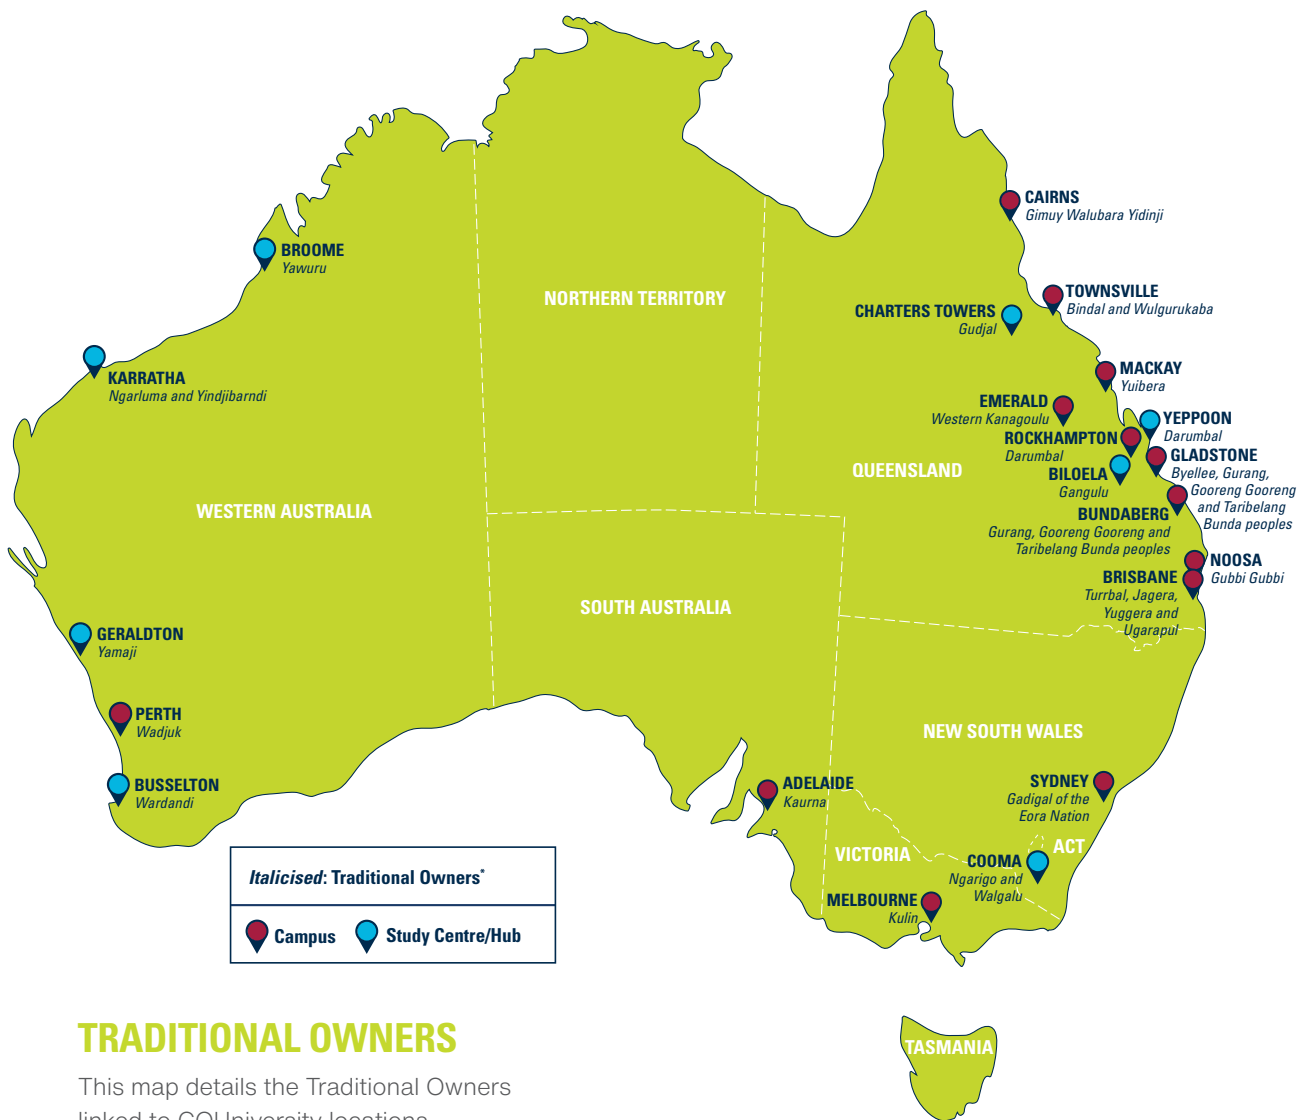 CAIRNS
Gimuy Walubara Yidinji
BROOME
Yawuru
NORTHERN TERRITORY
TOWNSVILLE
Bindal and Wulgurukaba
CHARTERS TOWERS
Gudjal
KARRATHA
Ngarluma and Yindjibarndi
MACKAY
Yuibera
EMERALD
Western Kanagoulu
YEPPOON
Darumbal
ROCKHAMPTON
Darumbal
GLADSTONE
Byellee, Gurang,
Gooreng Gooreng
and Taribelang
Bunda peoples
QUEENSLAND
BILOELA
Gangulu
WESTERN AUSTRALIA
BUNDABERG
Gurang, Gooreng Gooreng and
Taribelang Bunda peoples
NOOSA
Gubbi Gubbi
BRISBANE
Turrbal, Jagera,
Yuggera and
Ugarapul
SOUTH AUSTRALIA
GERALDTON
Yamaji
PERTH
Wadjuk
NEW SOUTH WALES
BUSSELTON
Wardandi
ADELAIDE
Kaurna
SYDNEY
Gadigal of the
Eora Nation
VICTORIA
ACT
COOMA
Ngarigo and
Walgalu
MELBOURNE
Kulin
Italicised: Traditional Owners*
Campus
Study Centre/Hub
TRADITIONAL OWNERS
This map details the Traditional Owners
linked to CQUniversity locations
TASMANIA